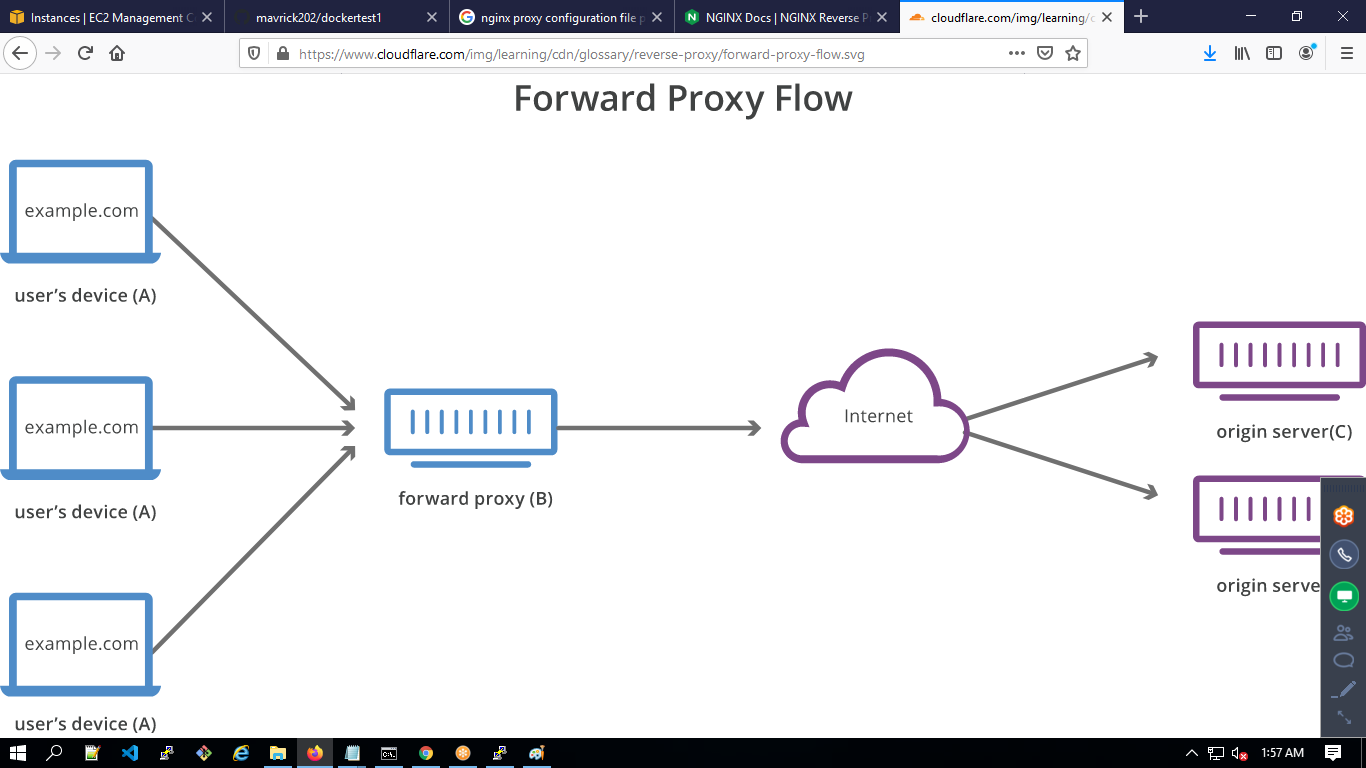 Instances | EC2 Management C
mavrick202/dockertest1
nginx proxy configuration file p
NGINX Docs | NGINX Reverse P
cloudflare.com/img/learning/c
https://www.cloudflare.com/img/learning/cdn/glossary/reverse-proxy/forward-proxy-flow.svg
Forward Proxy Flow
example.com
user’s device (A)
example.com
user’s device (A)
example.com
user’s device (A)
forward proxy (B)
Internet
origin server(C)
origin serve
1:57 AM